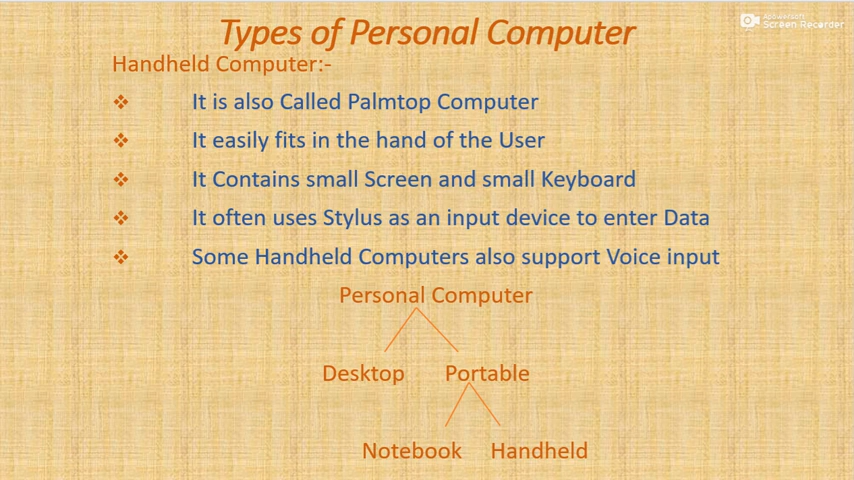 Types of Personal Computer
Apowersoft
Screen Recorder
Handheld Computer:-
❖ It is also Called Palmtop Computer
❖ It easily fits in the hand of the User
❖ It Contains small Screen and small Keyboard
❖ It often uses Stylus as an input device to enter Data
❖ Some Handheld Computers also support Voice input
Personal Computer
Desktop Portable
Notebook Handheld